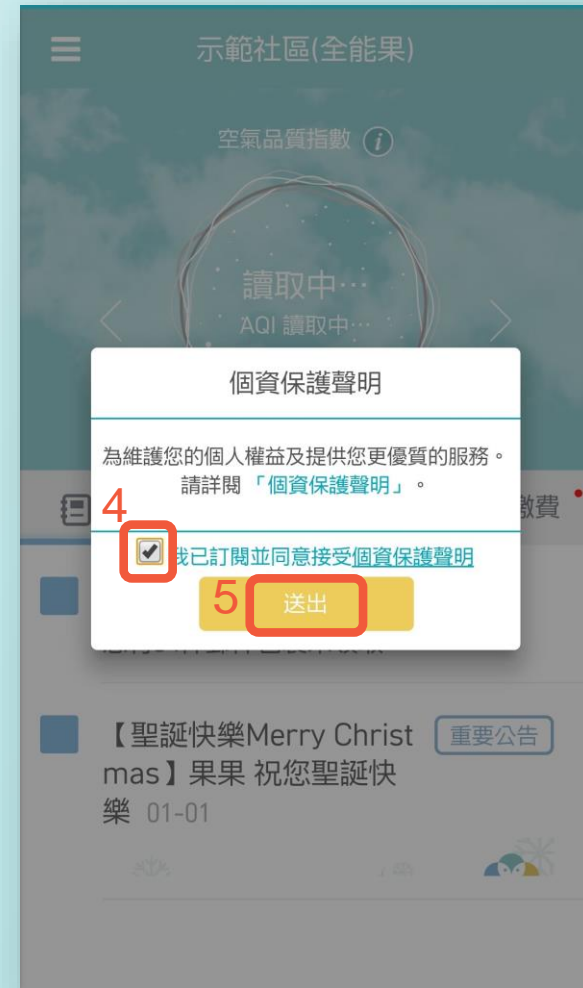 示範社區(全能果)
空氣品質指數 i
讀取中…
AQI 讀取中…
個資保護聲明
為維護您的個人權益及提供您更優質的服務。
請詳閱「個資保護聲明」。
繳費
4
我已訂閱並同意接受個資保護聲明
5 送出
【聖誕快樂Merry Christ
重要公告
mas】果果 祝您聖誕快
樂 01-01